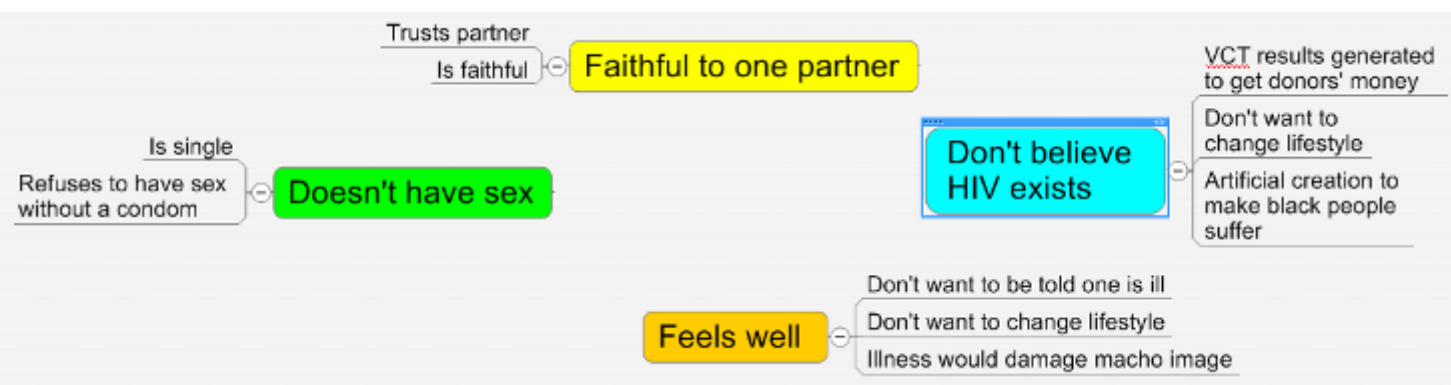 Trusts partner
Is faithful
Faithful to one partner
VCT results generated
to get donors' money
Don't want to
change lifestyle
Artificial creation to
make black people
suffer
Don't believe
HIV exists
Is single
Refuses to have sex
without a condom
Doesn't have sex
Feels well
Don't want to be told one is ill
Don't want to change lifestyle
Illness would damage macho image